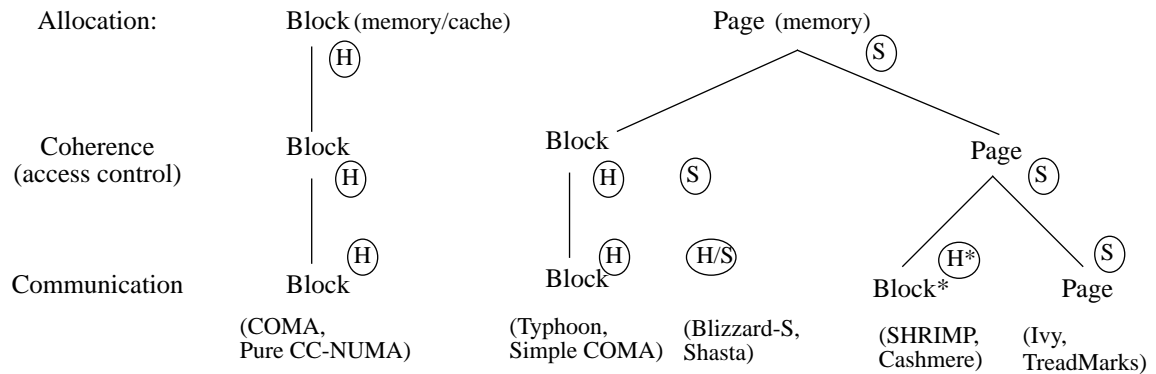 Allocation: Block (memory/cache) Page (memory)
H S
Coherence Block Block Page
(access control)
H H S S
H H H/S H* S
Communication Block Block Block* Page
(COMA, (Typhoon, (Blizzard-S, (SHRIMP, (Ivy,
Pure CC-NUMA) Simple COMA) Shasta) Cashmere) TreadMarks)